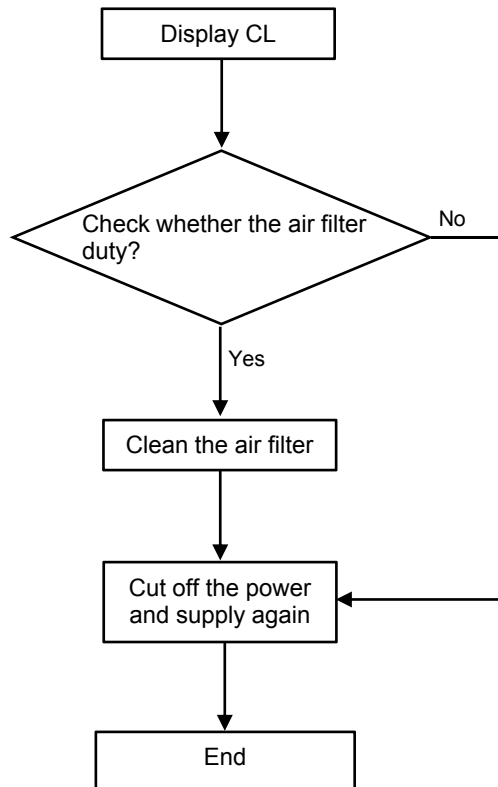 Display CL
Check whether the air filter
duty?
No
Yes
Clean the air filter
Cut off the power
and supply again
End